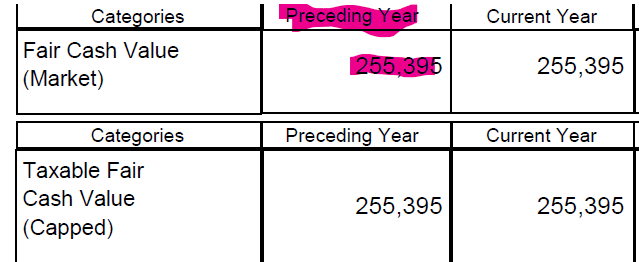 Categories Preceding Year Current Year
Fair Cash Value
(Market) 255,395 255,395
Categories Preceding Year Current Year
Taxable Fair
Cash Value
(Capped) 255,395 255,395